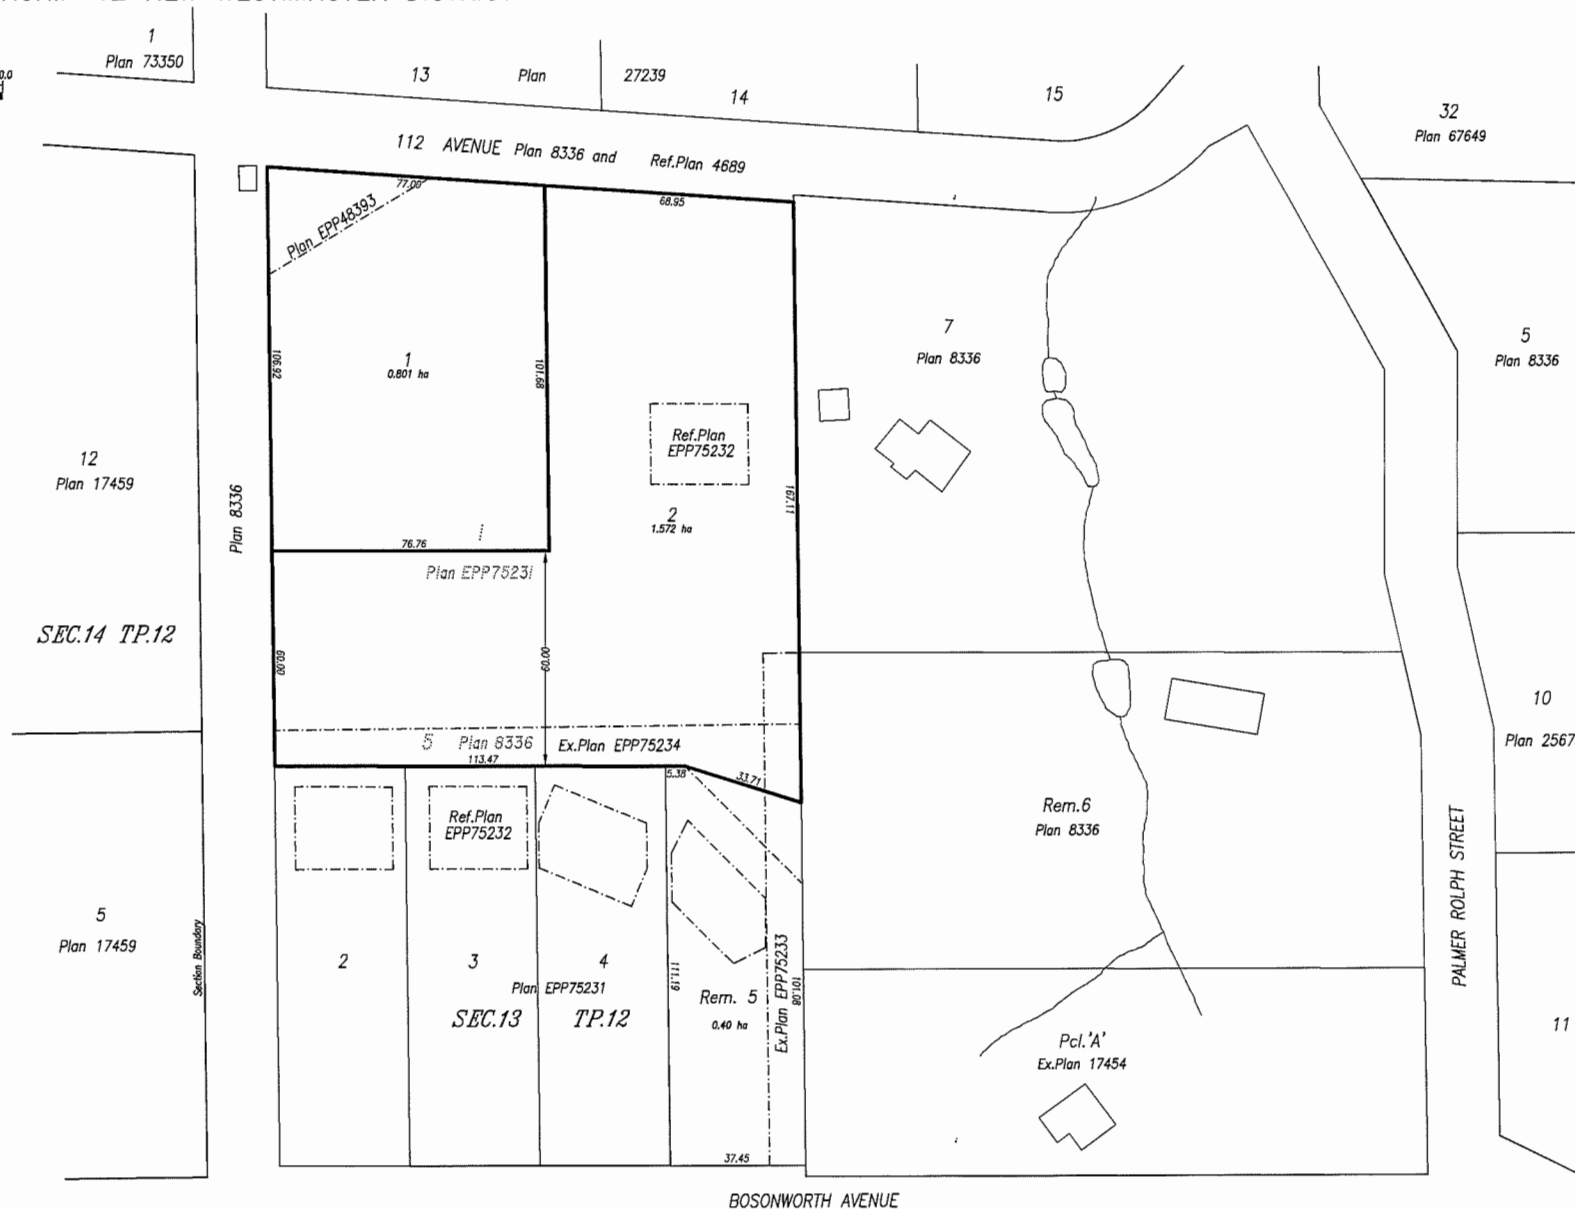 1
Plan 73350
13 Plan 27239
14
15
32
Plan 67649
112 AVENUE Plan 8336 and Ref.Plan 4689
77.00
68.95
Plan EPP48393
106.92
1
0.801 ha
101.68
7
Plan 8336
5
Plan 8336
Ref.Plan
EPP75232
12
Plan 17459
Plan 8336
167.11
2
1.572 ha
76.76
1
Plan EPP75231
SEC.14 TP.12
60.00
60.00
10
Plan 2567
5 Plan 8336
Ex.Plan EPP75234
113.47
5.38
33.71
Ref.Plan
EPP75232
Rem.6
Plan 8336
PALMER ROLPH STREET
5
Plan 17459
Section Boundary
2
3
4
Plan EPP75231
SEC.13 TP.12
111.19
Rem. 5
0.40 ha
Ex.Plan EPP75233
101.08
11
Pcl.'A'
Ex.Plan 17454
37.45
BOSONWORTH AVENUE